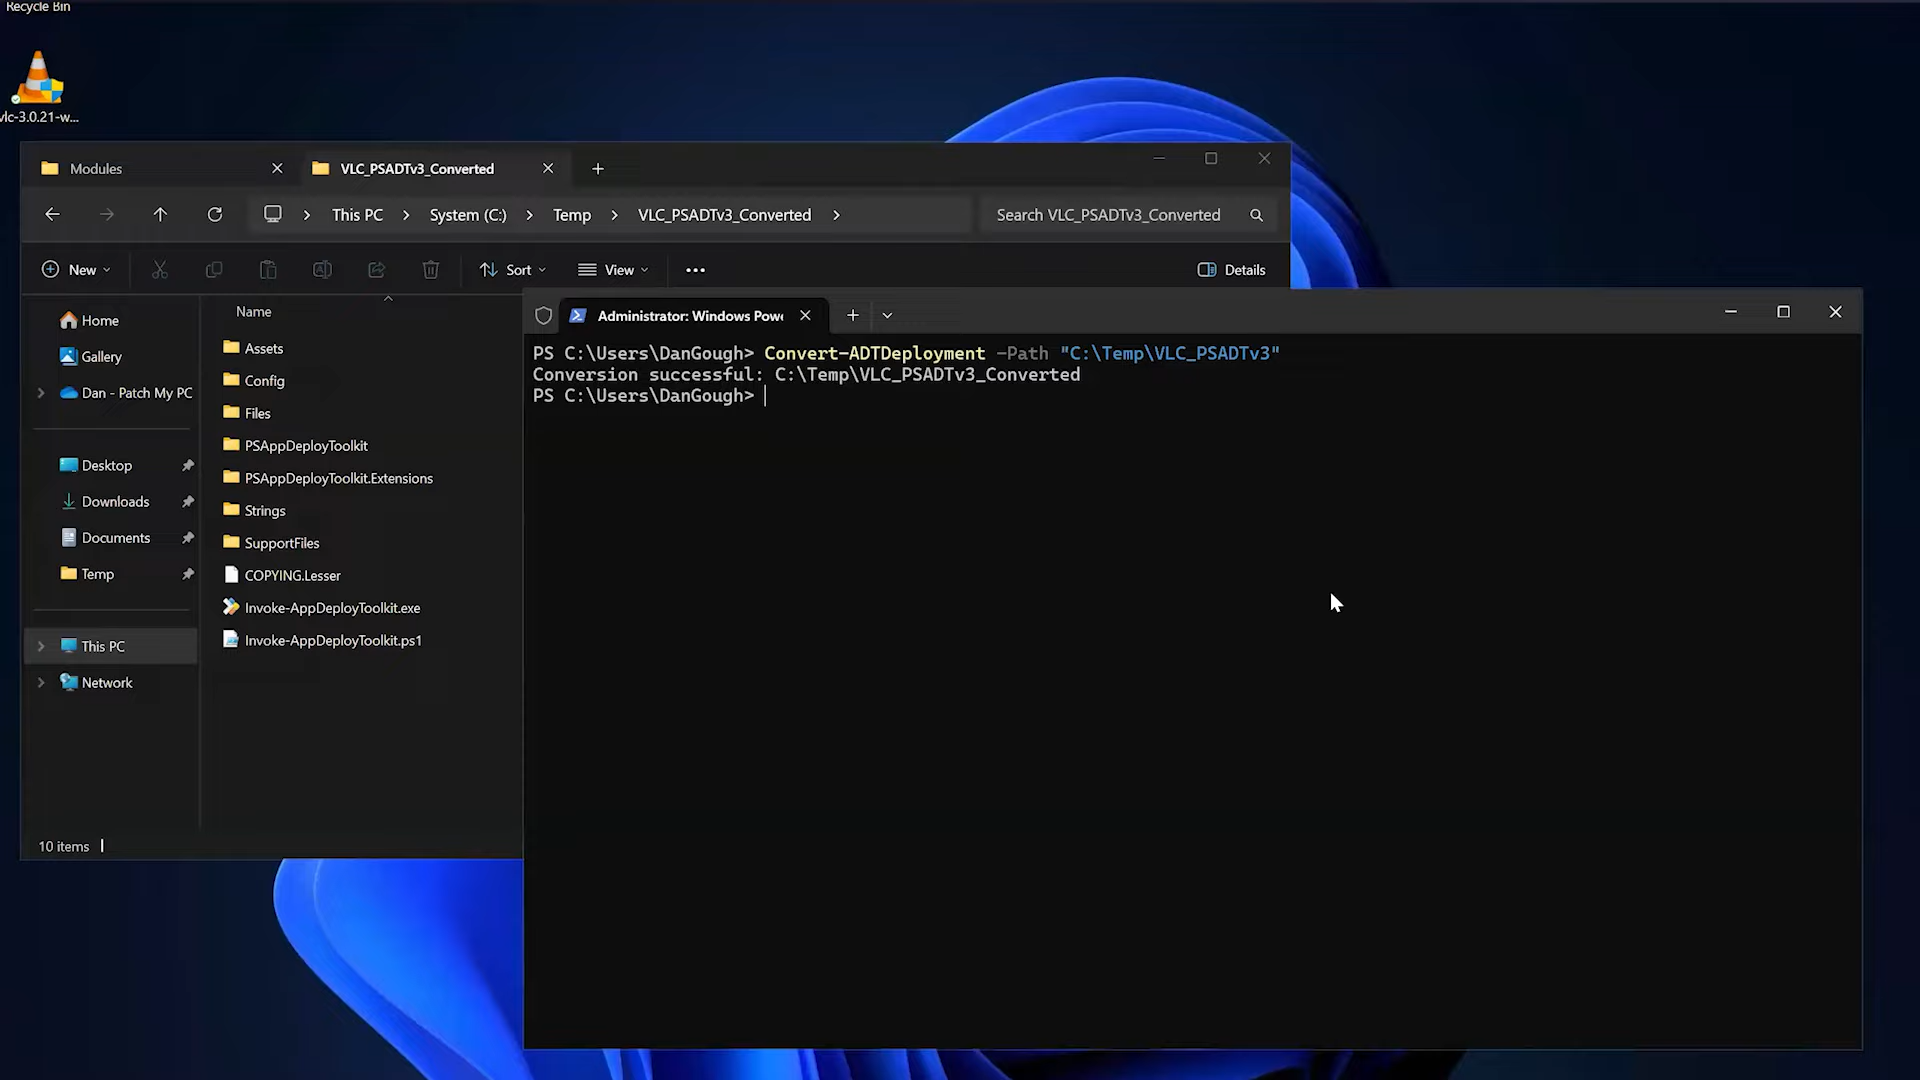 Recycle Bin
vlc-3.0.21-w...
Modules
VLC_PSADTv3_Converted
This PC
System (C:)
Temp
VLC_PSADTv3_Converted
Search VLC_PSADTv3_Converted
New
Sort
View
Details
Home
Gallery
Dan - Patch My PC
Desktop
Downloads
Documents
Temp
This PC
Network
Name
Assets
Config
Files
PSAppDeployToolkit
PSAppDeployToolkit.Extensions
Strings
SupportFiles
COPYING.Lesser
Invoke-AppDeployToolkit.exe
Invoke-AppDeployToolkit.ps1
10 items
Administrator: Windows Powe
PS C:\Users\DanGough> Convert-ADTDeployment -Path "C:\Temp\VLC_PSADTv3"
Conversion successful: C:\Temp\VLC_PSADTv3_Converted
PS C:\Users\DanGough>